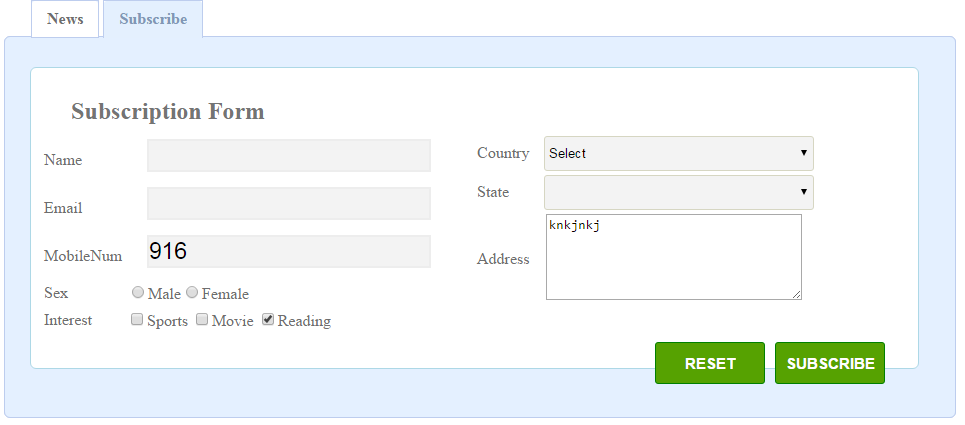 News Subscribe
Subscription Form
Name
Email
MobileNum 916
Sex Male Female
Interest Sports Movie Reading
Country Select
State
Address knkjnkj
RESET SUBSCRIBE